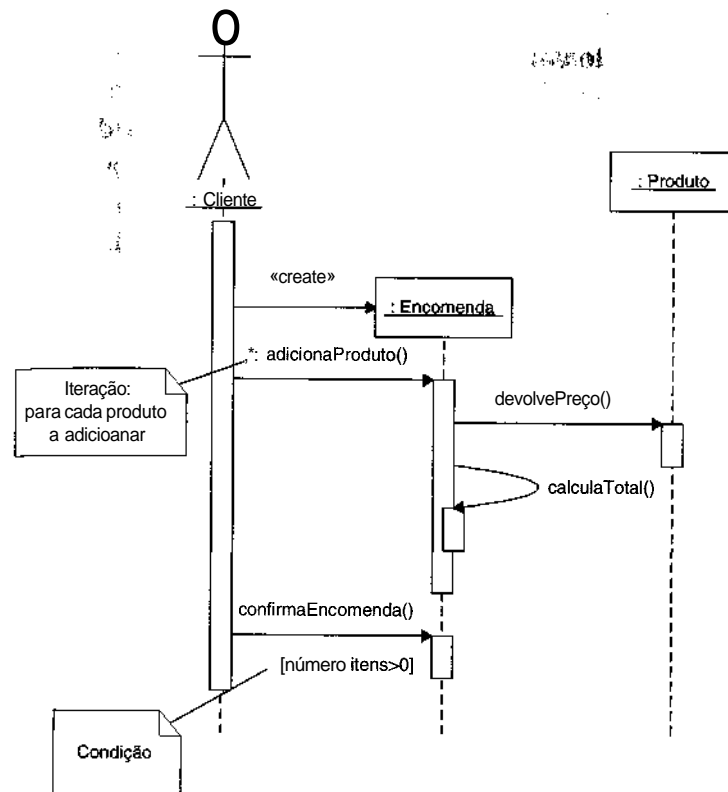 : Produto
: Cliente
«create»
: Encomenda
*: adicionaProduto()
Iteração:
para cada produto
a adicioanar
devolvePreço()
calculaTotal()
confirmaEncomenda()
[número itens>0]
Condição